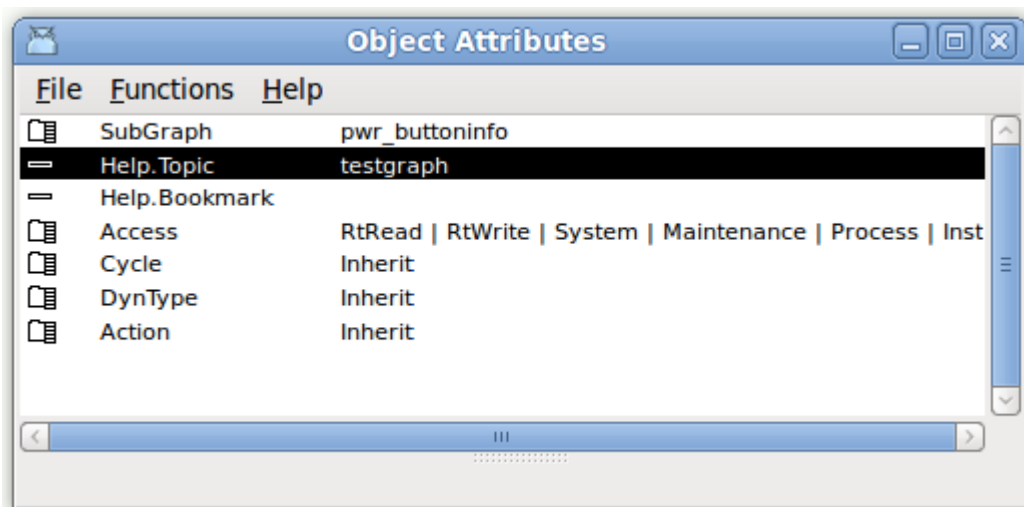 Object Attributes
File Functions Help
SubGraph pwr_buttoninfo
Help.Topic testgraph
Help.Bookmark
Access RtRead | RtWrite | System | Maintenance | Process | Inst
Cycle Inherit
DynType Inherit
Action Inherit